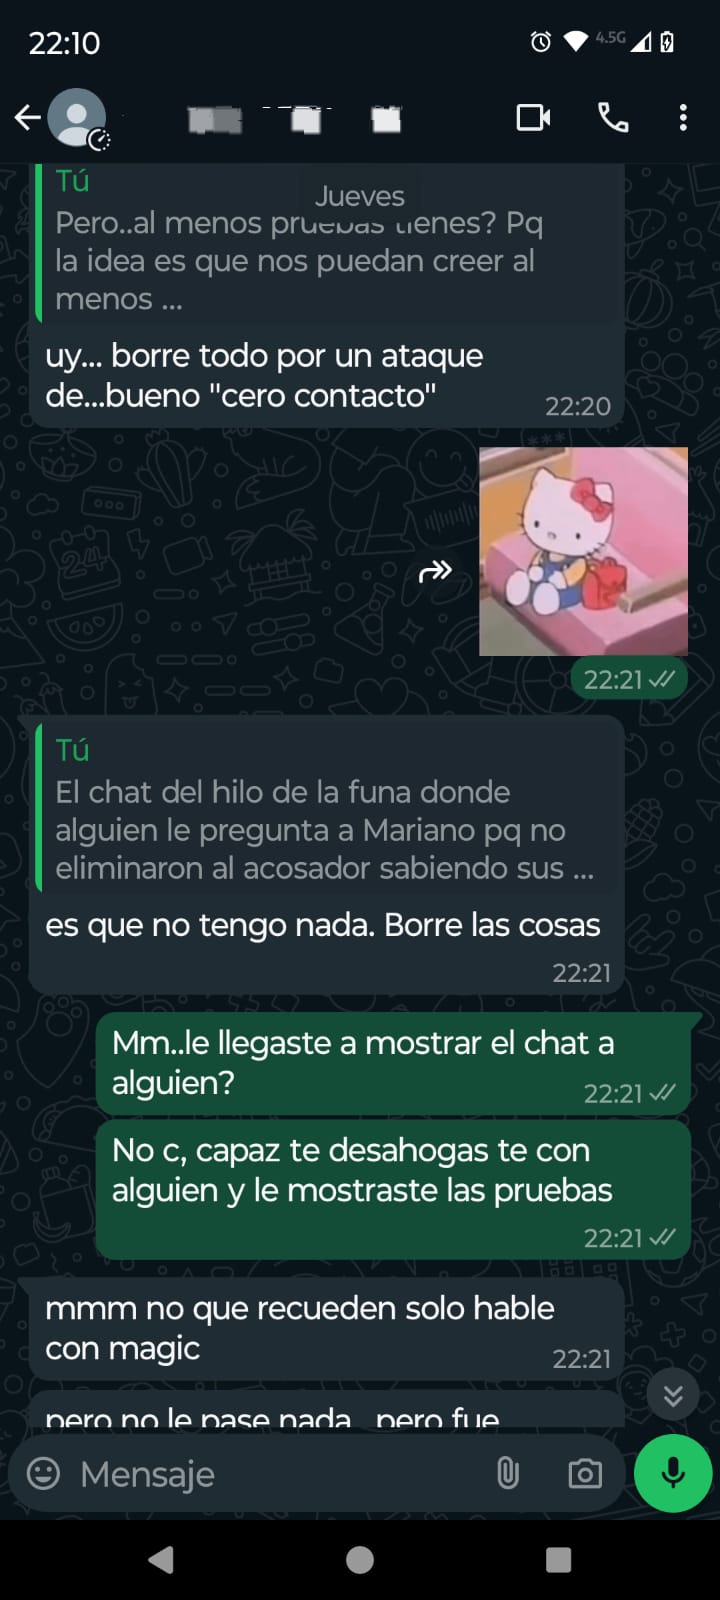 22:10
4.5G
Tú
Jueves
Pero..al menos pruebas tienes? Pq
la idea es que nos puedan creer al
menos ...
uy... borre todo por un ataque
de...bueno "cero contacto"
22:20
22:21
Tú
El chat del hilo de la funa donde
alguien le pregunta a Mariano pq no
eliminaron al acosador sabiendo sus ...
es que no tengo nada. Borre las cosas
22:21
Mm..le llegaste a mostrar el chat a
alguien?
22:21
No c, capaz te desahogas te con
alguien y le mostraste las pruebas
22:21
mmm no que recueden solo hable
con magic
22:21
pero no le pase nada pero fue
Mensaje